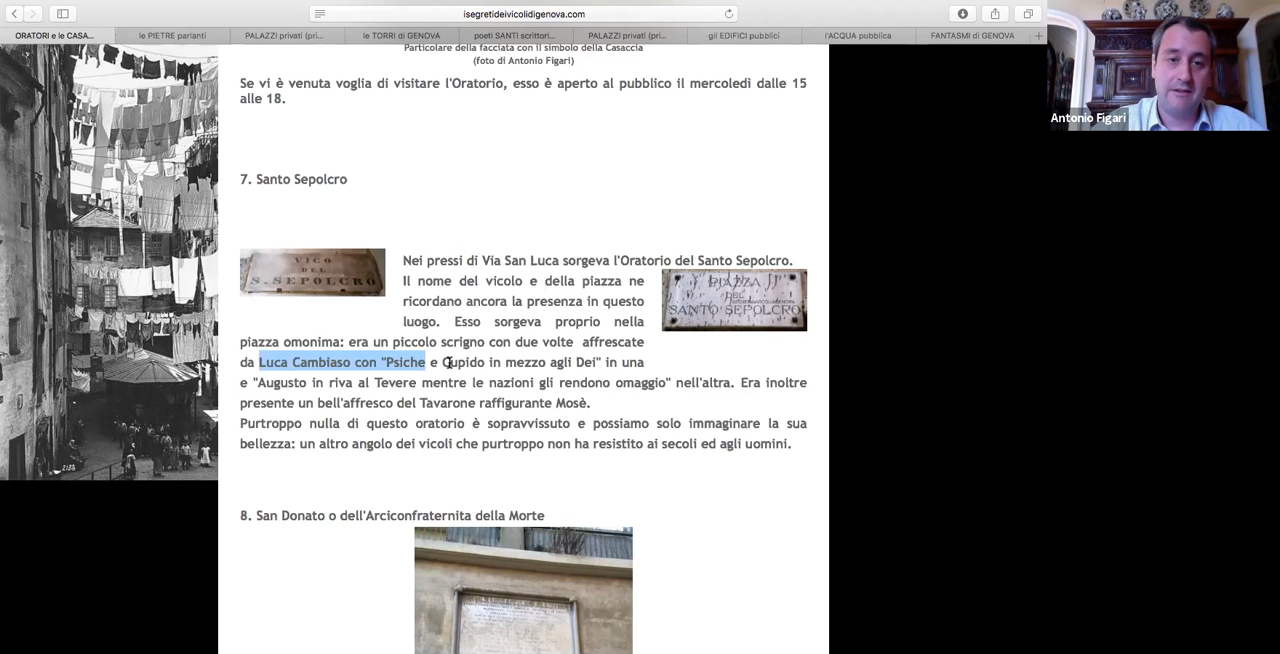 isegretideivicolidigenova.com
ORATORI e le CASA...
le PIETRE parianti
PALAZZI privati (pri...
le TORRI di GENOVA
poeti SANTI scrittori...
PALAZZI privati (pri...
gil EDIFICI pubblici
l'ACQUA pubblica
FANTASMI di GENOVA
Antonio Figari
Particolare della facciata con il simbolo della Casaccia
(foto di Antonio Figari)
Se vi è venuta voglia di visitare l'Oratorio, esso è aperto al pubblico il mercoledì dalle 15
alle 18.
7. Santo Sepolcro
VICO
DEL
S. SEPOLCRO
Nei pressi di Via San Luca sorgeva l'Oratorio del Santo Sepolcro.
Il nome del vicolo e della piazza ne
ricordano ancora la presenza in questo
luogo. Esso sorgeva proprio nella
PIAZZA
DEL
SANTO SEPOLCRO
piazza omonima: era un piccolo scrigno con due volte affrescate
da Luca Cambiaso con "Psiche e Cupido in mezzo agli Dei" in una
e "Augusto in riva al Tevere mentre le nazioni gli rendono omaggio" nell'altra. Era inoltre
presente un bell'affresco del Tavarone raffigurante Mosè.
Purtroppo nulla di questo oratorio è sopravvissuto e possiamo solo immaginare la sua
bellezza: un altro angolo dei vicoli che purtroppo non ha resistito ai secoli ed agli uomini.
8. San Donato o dell'Arciconfraternita della Morte